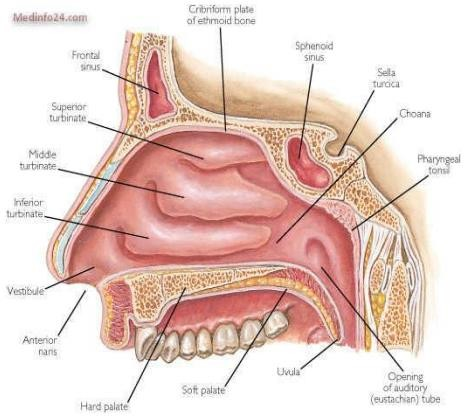 Medinfo24.com
Cribriform plate
of ethmoid bone
Frontal
sinus
Sphenoid
sinus
Sella
turcica
Superior
turbinate
Choana
Middle
turbinate
Pharyngeal
tonsil
Inferior
turbinate
Vestibule
Anterior
naris
Hard palate
Soft palate
Uvula
Opening
of auditory
(eustachian) tube